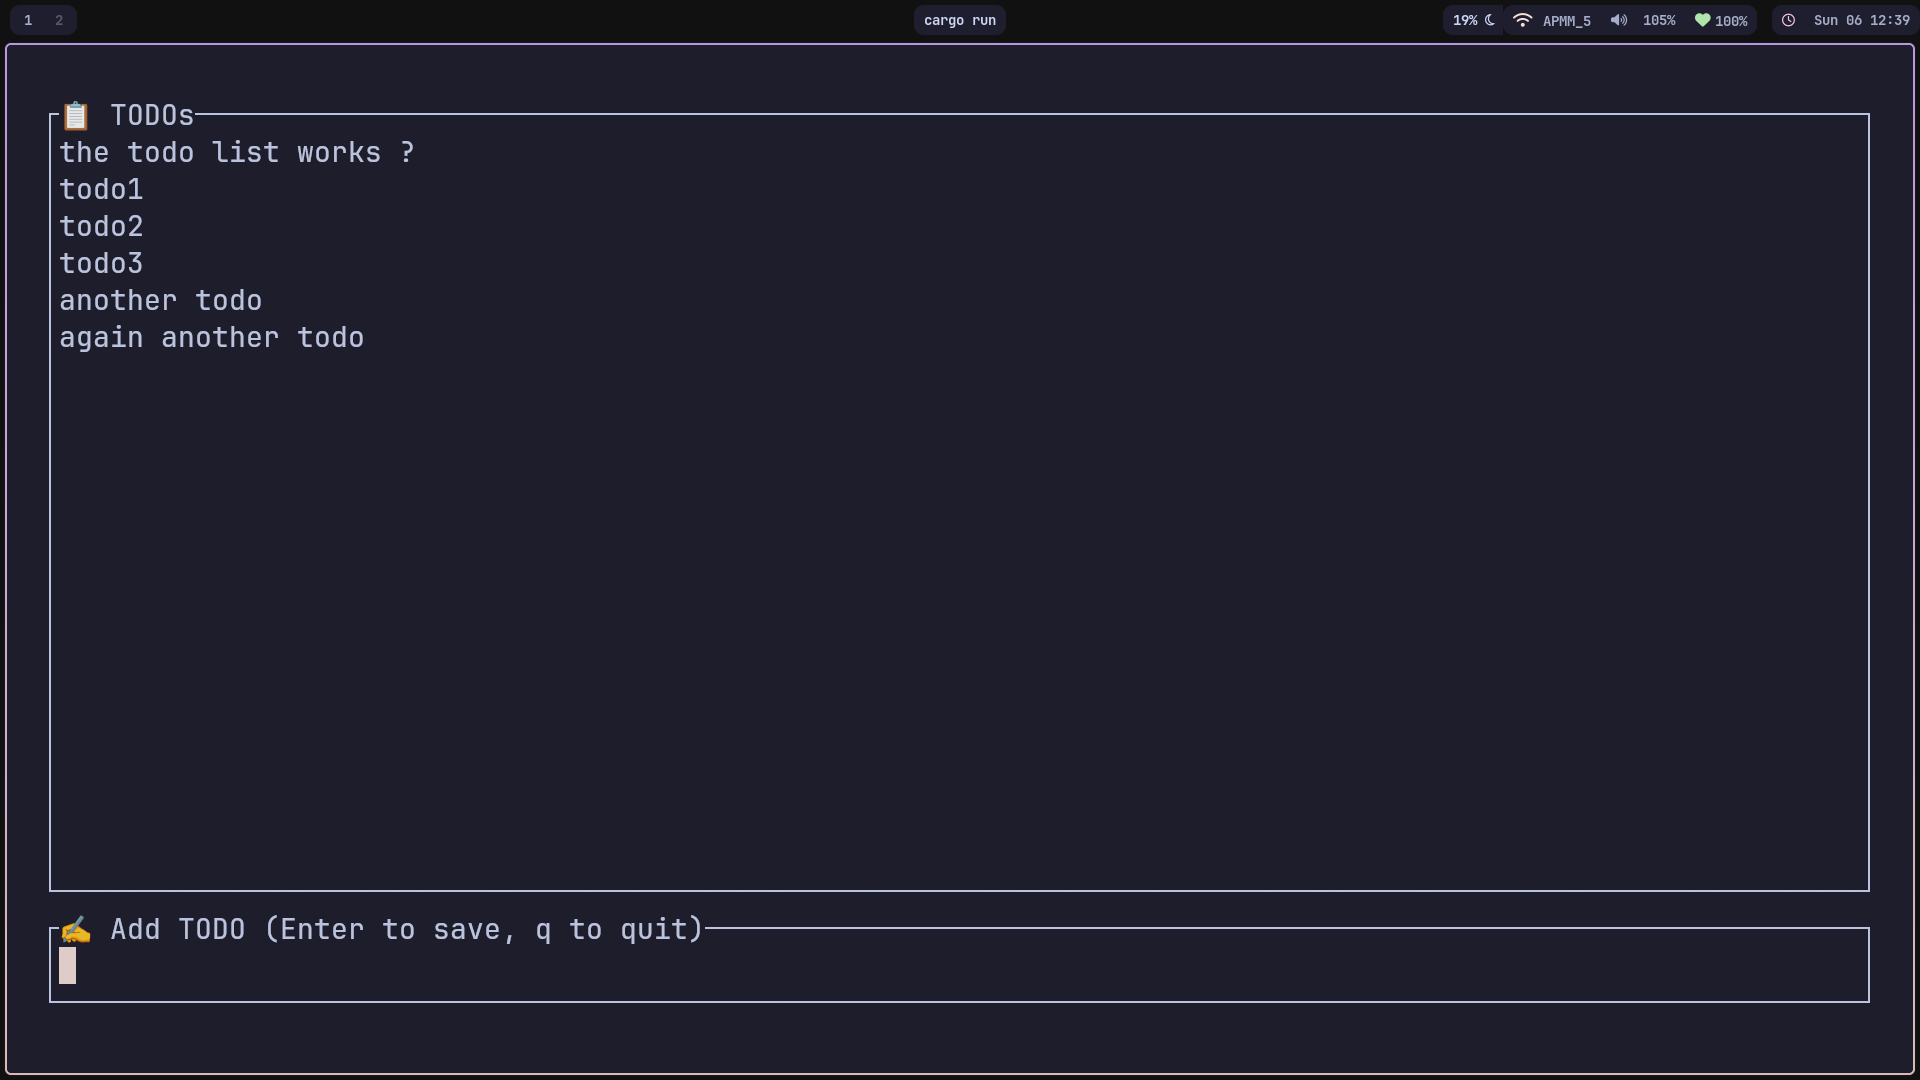 1 2
cargo run
19% APMM_5 105% 100% Sun 06 12:39
📋 TODOs
the todo list works ?
todo1
todo2
todo3
another todo
again another todo
✍️ Add TODO (Enter to save, q to quit)